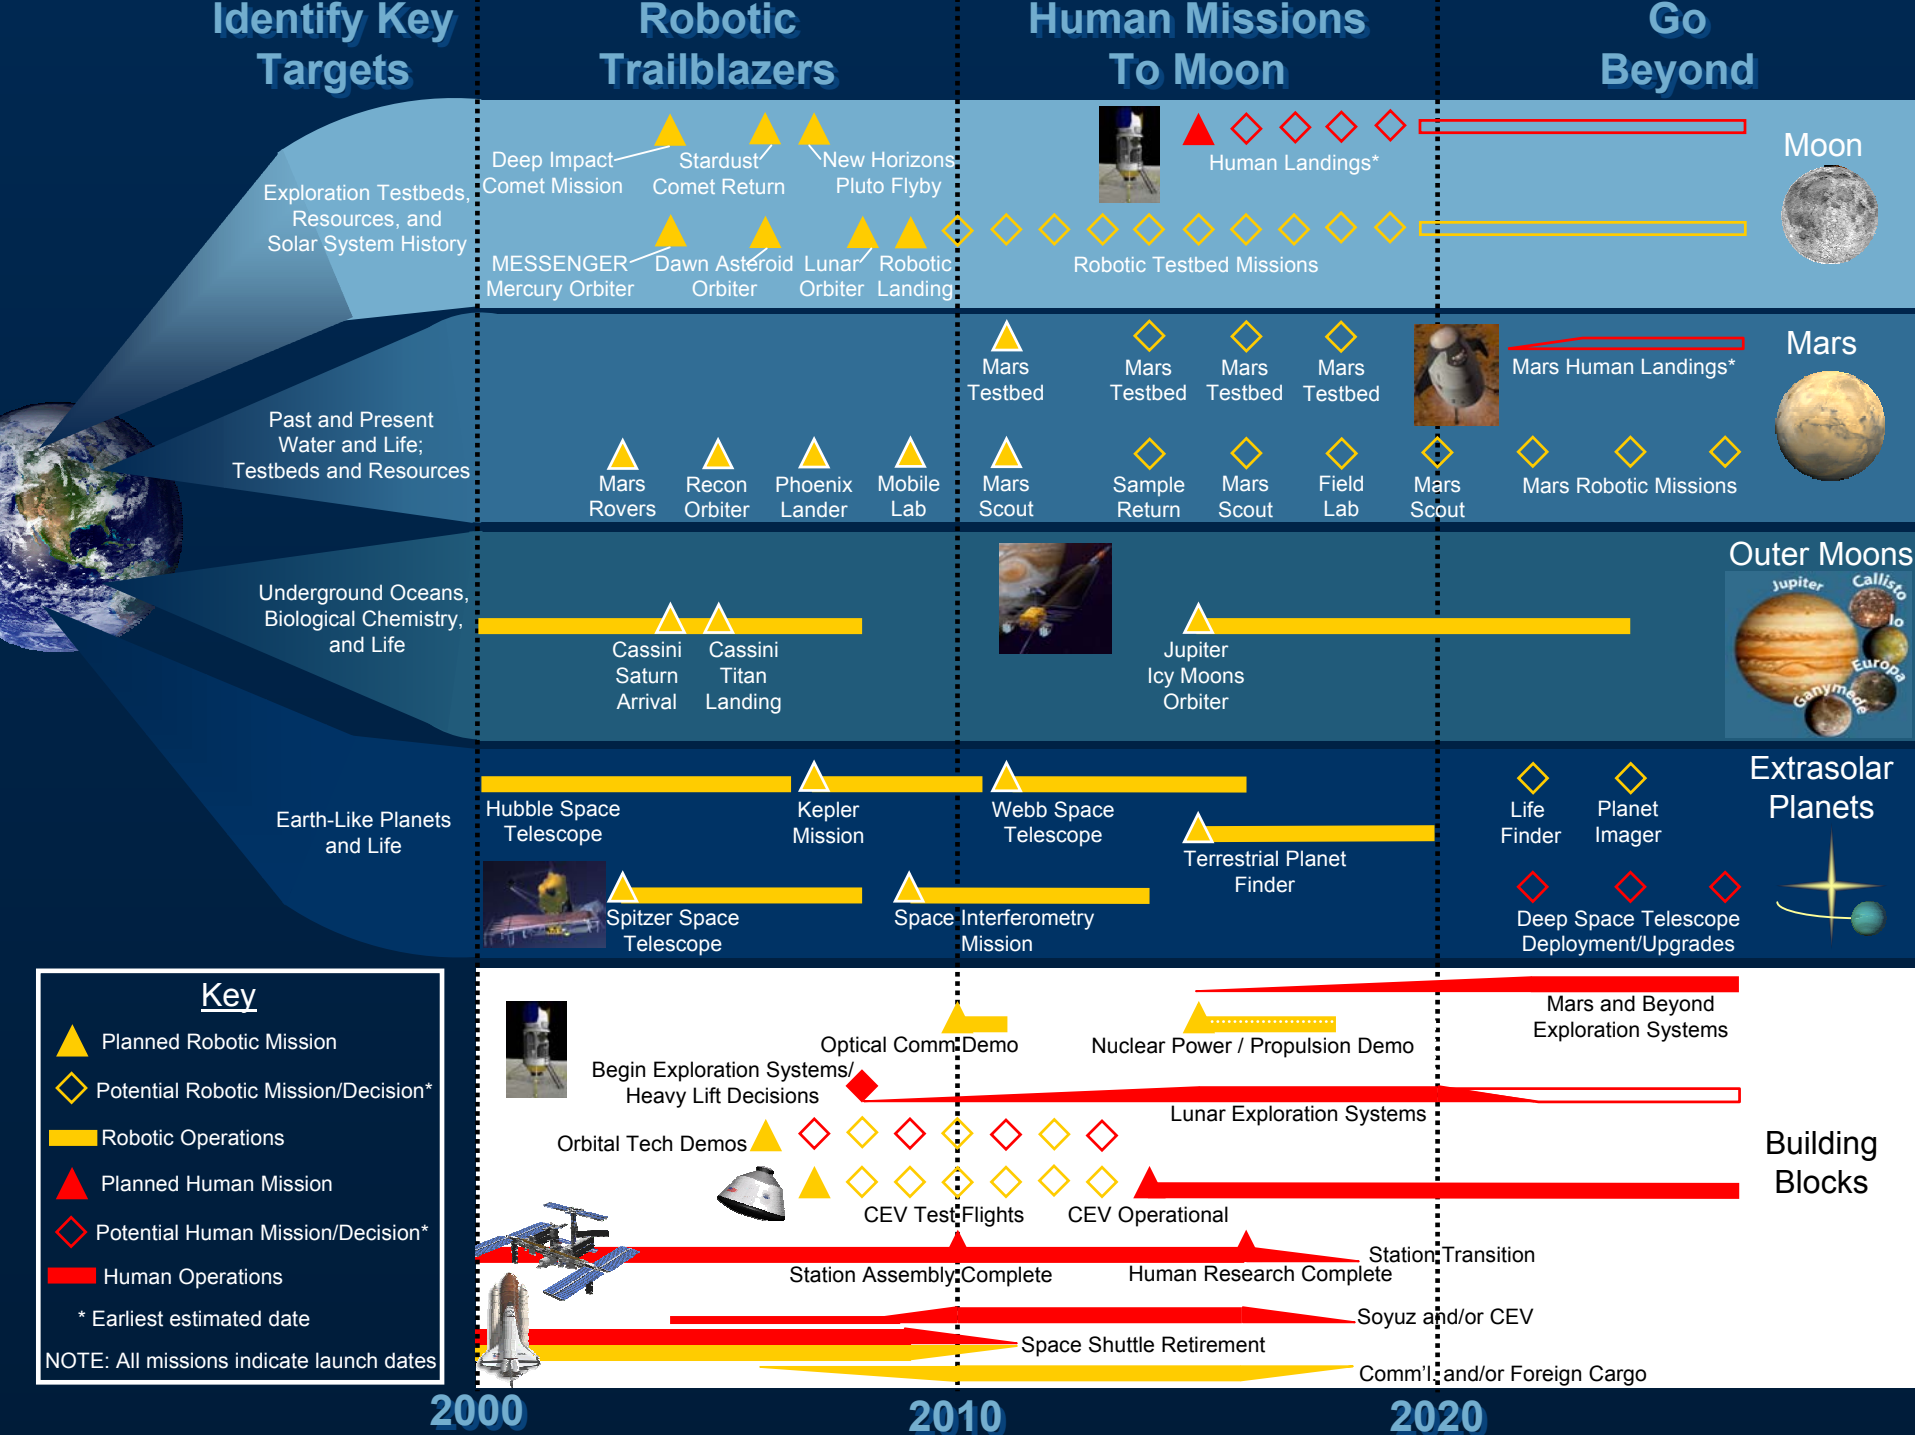 Identify Key
Targets
Robotic
Trailblazers
Human Missions
To Moon
Go
Beyond
Exploration Testbeds,
Resources, and
Solar System History
Deep Impact
Comet Mission
Stardust
Comet Return
New Horizons
Pluto Flyby
Human Landings*
Moon
MESSENGER
Mercury Orbiter
Dawn Asteroid
Orbiter
Lunar
Orbiter
Robotic
Landing
Robotic Testbed Missions
Past and Present
Water and Life;
Testbeds and Resources
Mars
Testbed
Mars
Testbed
Mars
Testbed
Mars
Testbed
Mars Human Landings*
Mars
Mars
Rovers
Recon
Orbiter
Phoenix
Lander
Mobile
Lab
Mars
Scout
Sample
Return
Mars
Scout
Field
Lab
Mars
Scout
Mars Robotic Missions
Underground Oceans,
Biological Chemistry,
and Life
Cassini
Saturn
Arrival
Cassini
Titan
Landing
Jupiter
Icy Moons
Orbiter
Outer Moons
Jupiter
Callisto
Io
Europa
Ganymede
Earth-Like Planets
and Life
Hubble Space
Telescope
Kepler
Mission
Webb Space
Telescope
Terrestrial Planet
Finder
Life
Finder
Planet
Imager
Extrasolar
Planets
Spitzer Space
Telescope
Space Interferometry
Mission
Deep Space Telescope
Deployment/Upgrades
Key
Planned Robotic Mission
Potential Robotic Mission/Decision*
Robotic Operations
Planned Human Mission
Potential Human Mission/Decision*
Human Operations
* Earliest estimated date
NOTE: All missions indicate launch dates
Mars and Beyond
Exploration Systems
Optical Comm Demo
Nuclear Power / Propulsion Demo
Begin Exploration Systems/
Heavy Lift Decisions
Lunar Exploration Systems
Orbital Tech Demos
CEV Test Flights
CEV Operational
Building
Blocks
Station Assembly Complete
Human Research Complete
Station Transition
Soyuz and/or CEV
Space Shuttle Retirement
Comm'l. and/or Foreign Cargo
2000
2010
2020